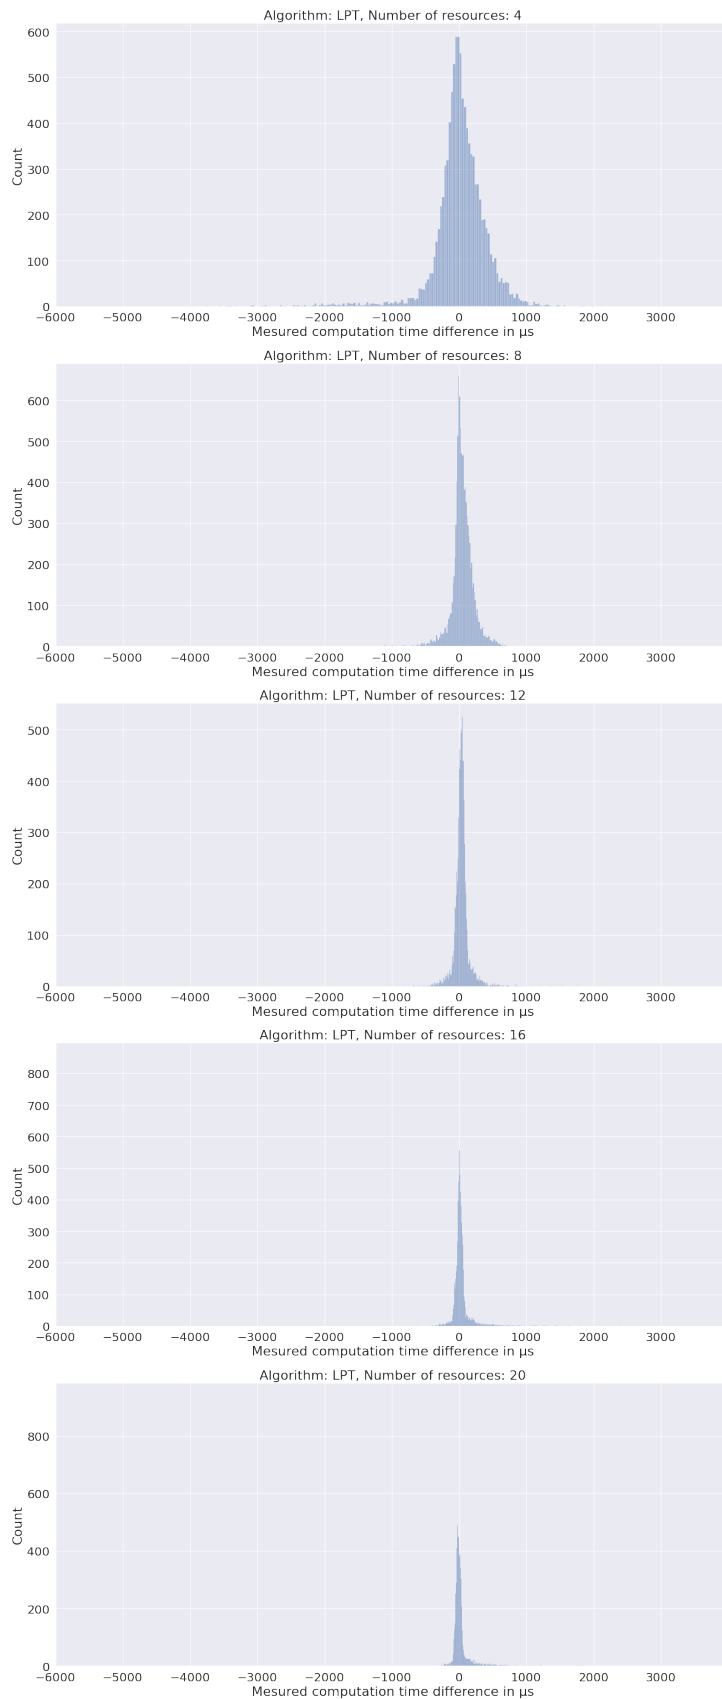 Algorithm: LPT, Number of resources: 4
600
500
400
300
200
100
0
Count
−6000 −5000 −4000 −3000 −2000 −1000 0 1000 2000 3000
Mesured computation time difference in µs
Algorithm: LPT, Number of resources: 8
600
500
400
300
200
100
0
Count
−6000 −5000 −4000 −3000 −2000 −1000 0 1000 2000 3000
Mesured computation time difference in µs
Algorithm: LPT, Number of resources: 12
500
400
300
200
100
0
Count
−6000 −5000 −4000 −3000 −2000 −1000 0 1000 2000 3000
Mesured computation time difference in µs
Algorithm: LPT, Number of resources: 16
800
700
600
500
400
300
200
100
0
Count
−6000 −5000 −4000 −3000 −2000 −1000 0 1000 2000 3000
Mesured computation time difference in µs
Algorithm: LPT, Number of resources: 20
800
600
400
200
0
Count
−6000 −5000 −4000 −3000 −2000 −1000 0 1000 2000 3000
Mesured computation time difference in µs